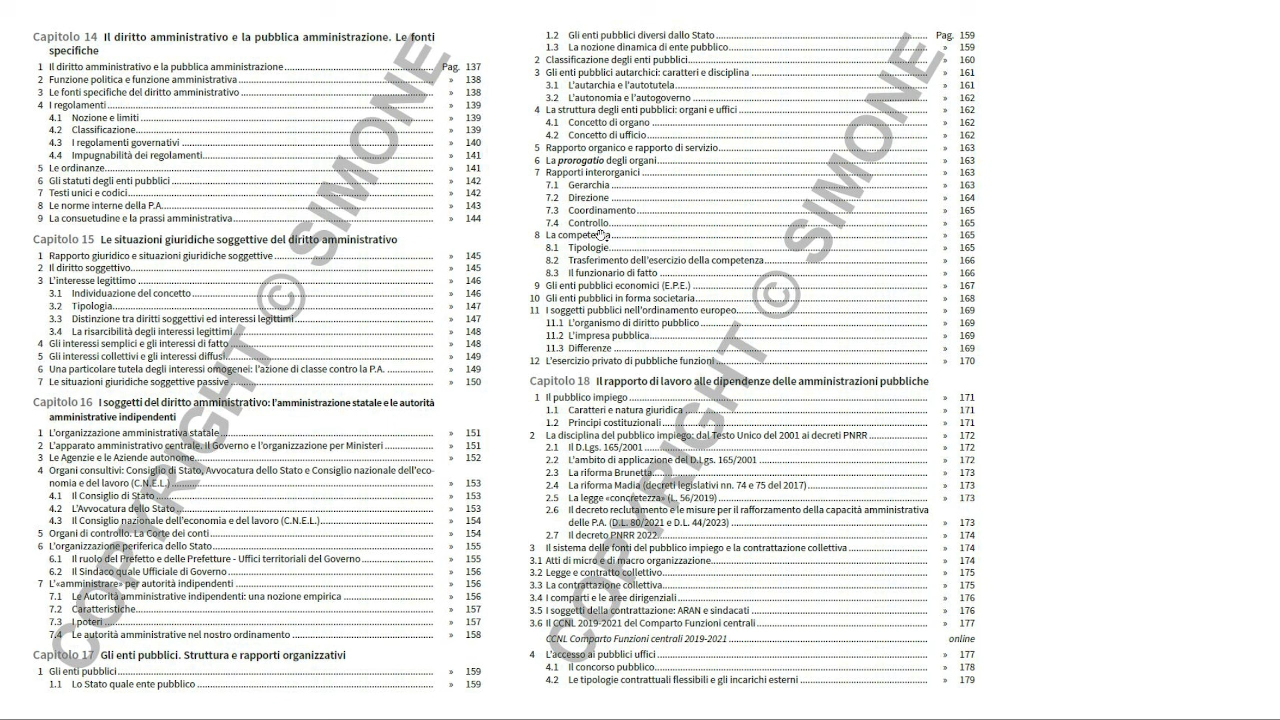 Capitolo 14 Il diritto amministrativo e la pubblica amministrazione. Le fonti
specifiche
1 Il diritto amministrativo e la pubblica amministrazione Pag. 137
2 Funzione politica e funzione amministrativa » 138
3 Le fonti specifiche del diritto amministrativo » 138
4 I regolamenti » 139
4.1 Nozione e limiti » 139
4.2 Classificazione » 139
4.3 I regolamenti governativi » 140
4.4 Impugnabilità dei regolamenti » 141
5 Le ordinanze » 141
6 Gli statuti degli enti pubblici » 142
7 Testi unici e codici » 142
8 Le norme interne della P.A. » 143
9 La consuetudine e la prassi amministrativa » 144
Capitolo 15 Le situazioni giuridiche soggettive del diritto amministrativo
1 Rapporto giuridico e situazioni giuridiche soggettive » 145
2 Il diritto soggettivo » 145
3 L'interesse legittimo » 146
3.1 Individuazione del concetto » 146
3.2 Tipologia » 147
3.3 Distinzione tra diritti soggettivi ed interessi legittimi » 147
3.4 La risarcibilità degli interessi legittimi » 148
4 Gli interessi semplici e gli interessi di fatto » 148
5 Gli interessi collettivi e gli interessi diffusi » 149
6 Una particolare tutela degli interessi omogenei: l'azione di classe contro la P.A. » 149
7 Le situazioni giuridiche soggettive passive » 150
Capitolo 16 I soggetti del diritto amministrativo: l'amministrazione statale e le autorità
amministrative indipendenti
1 L'organizzazione amministrativa statale » 151
2 L'apparato amministrativo centrale. Il Governo e l'organizzazione per Ministeri » 151
3 Le Agenzie e le Aziende autonome » 152
4 Organi consultivi: Consiglio di Stato, Avvocatura dello Stato e Consiglio nazionale dell'eco-
nomia e del lavoro (C.N.E.L.) » 153
4.1 Il Consiglio di Stato » 153
4.2 L'Avvocatura dello Stato » 153
4.3 Il Consiglio nazionale dell'economia e del lavoro (C.N.E.L.) » 154
5 Organi di controllo. La Corte dei conti » 154
6 L'organizzazione periferica dello Stato » 155
6.1 Il ruolo del Prefetto e delle Prefetture - Uffici territoriali del Governo » 155
6.2 Il Sindaco quale Ufficiale di Governo » 156
7 L'«amministrare» per autorità indipendenti » 156
7.1 Le Autorità amministrative indipendenti: una nozione empirica » 156
7.2 Caratteristiche » 157
7.3 I poteri » 157
7.4 Le autorità amministrative nel nostro ordinamento » 158
Capitolo 17 Gli enti pubblici. Struttura e rapporti organizzativi
1 Gli enti pubblici » 159
1.1 Lo Stato quale ente pubblico » 159
1.2 Gli enti pubblici diversi dallo Stato Pag. 159
1.3 La nozione dinamica di ente pubblico » 159
2 Classificazione degli enti pubblici » 160
3 Gli enti pubblici autarchici: caratteri e disciplina » 161
3.1 L'autarchia e l'autotutela » 161
3.2 L'autonomia e l'autogoverno » 162
4 La struttura degli enti pubblici: organi e uffici » 162
4.1 Concetto di organo » 162
4.2 Concetto di ufficio » 162
5 Rapporto organico e rapporto di servizio » 163
6 La prorogatio degli organi » 163
7 Rapporti interorganici » 163
7.1 Gerarchia » 163
7.2 Direzione » 164
7.3 Coordinamento » 165
7.4 Controllo » 165
8 La competenza » 165
8.1 Tipologie » 165
8.2 Trasferimento dell'esercizio della competenza » 166
8.3 Il funzionario di fatto » 166
9 Gli enti pubblici economici (E.P.E.) » 167
10 Gli enti pubblici in forma societaria » 168
11 I soggetti pubblici nell'ordinamento europeo » 169
11.1 L'organismo di diritto pubblico » 169
11.2 L'impresa pubblica » 169
11.3 Differenze » 169
12 L'esercizio privato di pubbliche funzioni » 170
Capitolo 18 Il rapporto di lavoro alle dipendenze delle amministrazioni pubbliche
1 Il pubblico impiego » 171
1.1 Caratteri e natura giuridica » 171
1.2 Principi costituzionali » 171
2 La disciplina del pubblico impiego: dal Testo Unico del 2001 ai decreti PNRR » 172
2.1 Il D.Lgs. 165/2001 » 172
2.2 L'ambito di applicazione del D.Lgs. 165/2001 » 172
2.3 La riforma Brunetta » 173
2.4 La riforma Madia (decreti legislativi nn. 74 e 75 del 2017) » 173
2.5 La legge «concretezza» (L. 56/2019) » 173
2.6 Il decreto reclutamento e le misure per il rafforzamento della capacità amministrativa
delle P.A. (D.L. 80/2021 e D.L. 44/2023) » 173
2.7 Il decreto PNRR 2022 » 174
3 Il sistema delle fonti del pubblico impiego e la contrattazione collettiva » 174
3.1 Atti di micro e di macro organizzazione » 174
3.2 Legge e contratto collettivo » 175
3.3 La contrattazione collettiva » 175
3.4 I comparti e le aree dirigenziali » 176
3.5 I soggetti della contrattazione: ARAN e sindacati » 176
3.6 Il CCNL 2019-2021 del Comparto Funzioni centrali » 177
CCNL Comparto Funzioni centrali 2019-2021 online
4 L'accesso ai pubblici uffici » 177
4.1 Il concorso pubblico » 178
4.2 Le tipologie contrattuali flessibili e gli incarichi esterni » 179
COPYRIGHT © SIMONE
COPYRIGHT © SIMONE